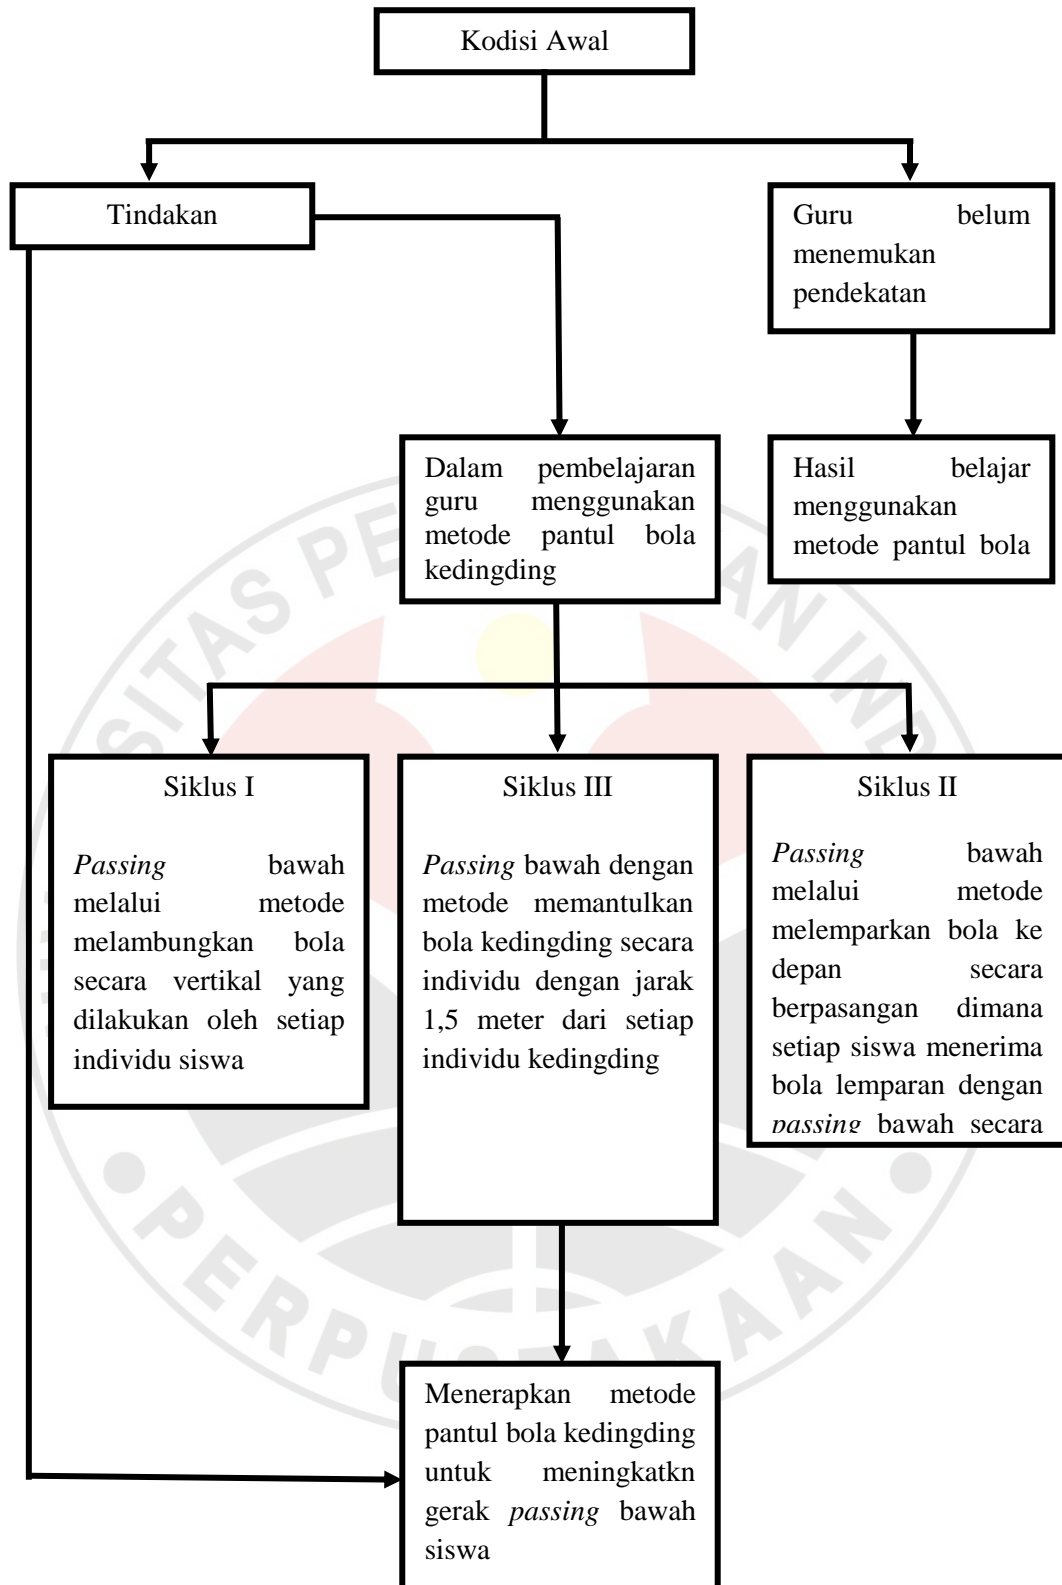 Kodisi Awal
Tindakan
Guru belum
menemukan
pendekatan
Dalam pembelajaran
guru menggunakan
metode pantul bola
kedingding
Hasil belajar
menggunakan
metode pantul bola
Siklus I
Passing bawah
melalui metode
melambungkan bola
secara vertikal yang
dilakukan oleh setiap
individu siswa
Siklus III
Passing bawah dengan
metode memantulkan
bola kedingding secara
individu dengan jarak
1,5 meter dari setiap
individu kedingding
Siklus II
Passing bawah
melalui metode
melemparkan bola ke
depan secara
berpasangan dimana
setiap siswa menerima
bola lemparan dengan
passing bawah secara
Menerapkan metode
pantul bola kedingding
untuk meningkatkn
gerak passing bawah
siswa
PERPUSTAKAAN